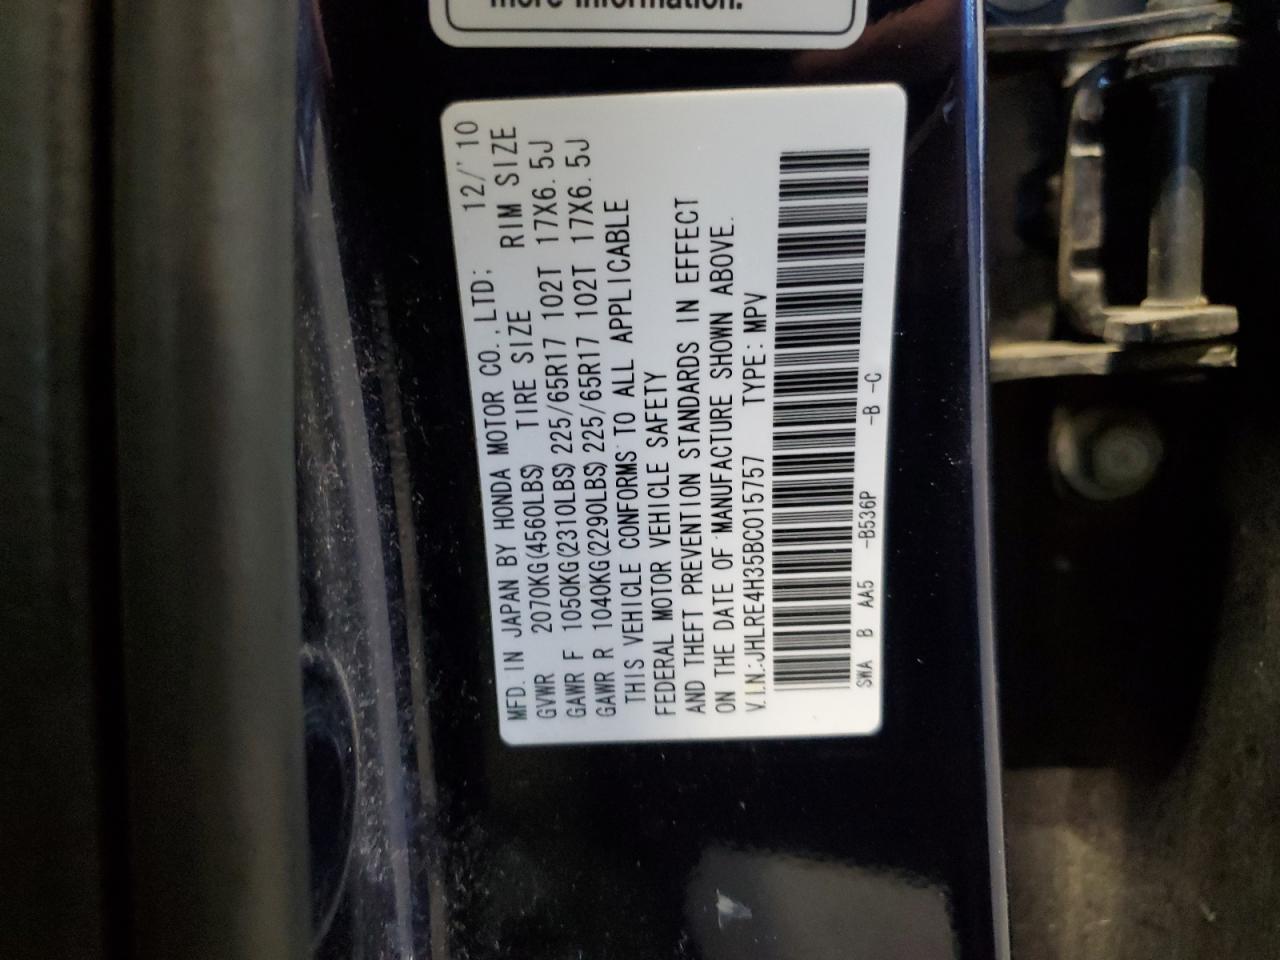 more information.
MFD. IN JAPAN BY HONDA MOTOR CO., LTD: 12/'10
GVWR 2070KG(4560LBS) TIRE SIZE RIM SIZE
GAWR F 1050KG(2310LBS) 225/65R17 102T 17X6.5J
GAWR R 1040KG(2290LBS) 225/65R17 102T 17X6.5J
THIS VEHICLE CONFORMS TO ALL APPLICABLE
FEDERAL MOTOR VEHICLE SAFETY
AND THEFT PREVENTION STANDARDS IN EFFECT
ON THE DATE OF MANUFACTURE SHOWN ABOVE.
V.I.N.:JHLRE4H35BC015757 TYPE:MPV
SWA B AA5 -B536P -B -C